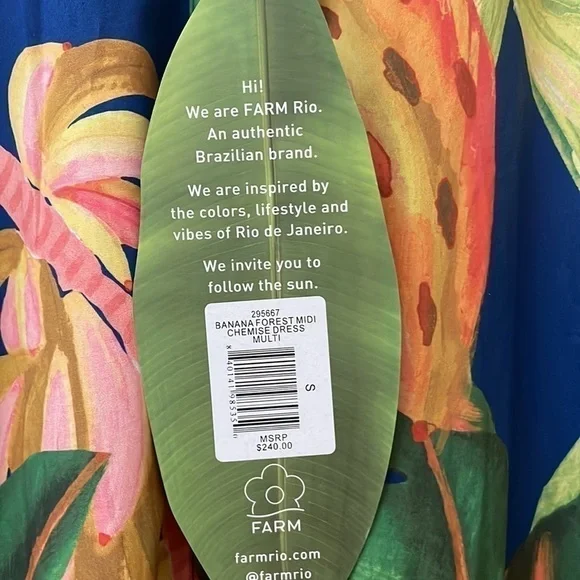 Hi!
We are FARM Rio.
An authentic
Brazilian brand.
We are inspired by
the colors, lifestyle and
vibes of Rio de Janeiro.
We invite you to
follow the sun.
295667
BANANA FOREST MIDI
CHEMISE DRESS
MULTI
S
MSRP
$240.00
FARM
farmrio.com
@farmrio